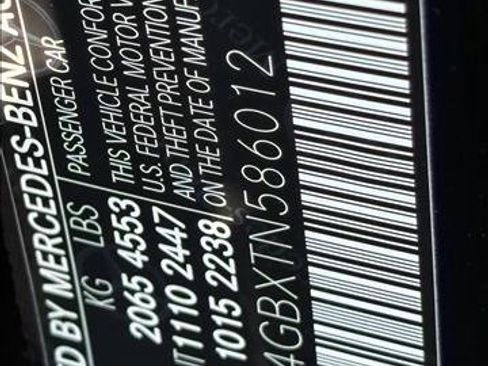 D BY MERCEDES-BENZ
KG LBS PASSENGER CAR
2065 4553 THIS VEHICLE CONFOR
1110 2447 U.S. FEDERAL MOTOR V
1015 2238 AND THEFT PREVENTION
ON THE DATE OF MANUF
4GBXTN586012